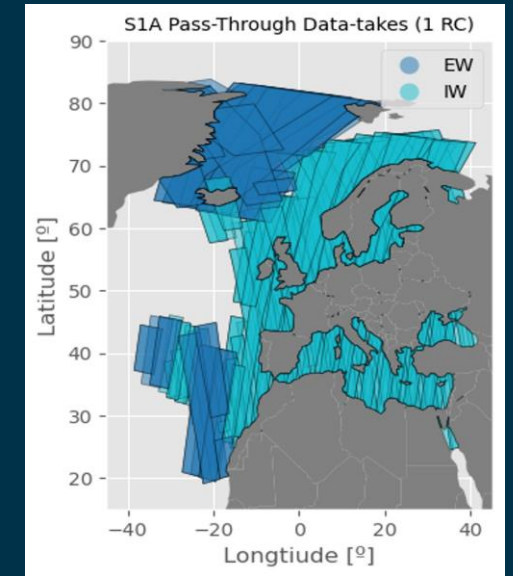 S1A Pass-Through Data-takes (1 RC)
EW
IW
90
80
70
60
50
40
30
20
Latitude [º]
−40
−20
0
20
40
Longtiude [º]